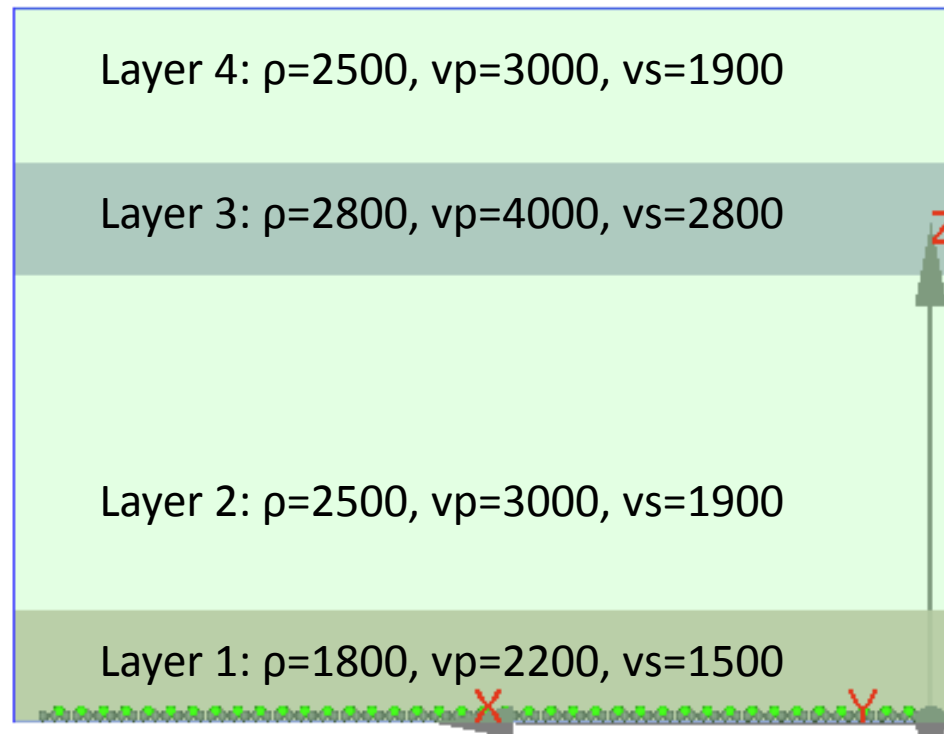 Layer 4: ρ=2500, vp=3000, vs=1900
Layer 3: ρ=2800, vp=4000, vs=2800
Z
Layer 2: ρ=2500, vp=3000, vs=1900
Layer 1: ρ=1800, vp=2200, vs=1500
X Y